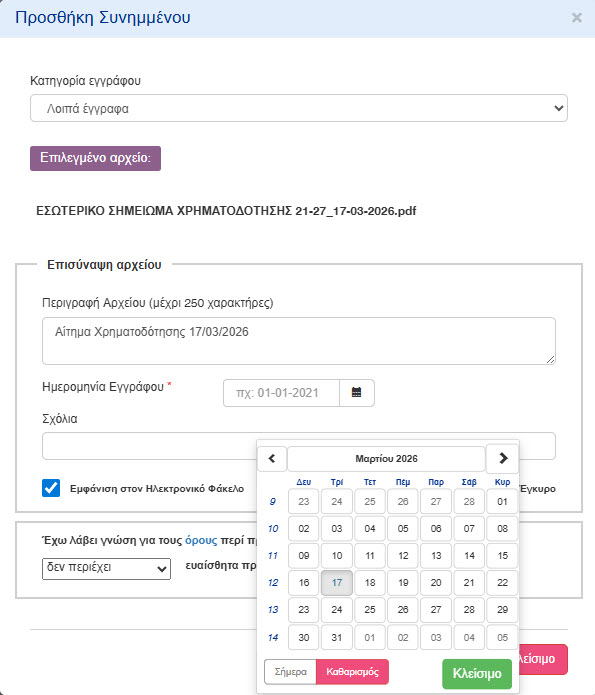 Προσθήκη Συνημμένου ×
Κατηγορία εγγράφου
Λοιπά έγγραφα
Επιλεγμένο αρχείο:
ΕΣΩΤΕΡΙΚΟ ΣΗΜΕΙΩΜΑ ΧΡΗΜΑΤΟΔΟΤΗΣΗΣ 21-27_17-03-2026.pdf
Επισύναψη αρχείου
Περιγραφή Αρχείου (μέχρι 250 χαρακτήρες)
Αίτημα Χρηματοδότησης 17/03/2026
Ημερομηνία Εγγράφου * πχ: 01-01-2021
Σχόλια
Μαρτίου 2026
Δευ Τρί Τετ Πέμ Παρ Σάβ Κυρ
Εμφάνιση στον Ηλεκτρονικό Φάκελο 9 23 24 25 26 27 28 01 Έγκυρο
10 02 03 04 05 06 07 08
Έχω λάβει γνώση για τους όρους περί
11 09 10 11 12 13 14 15
δεν περιέχει ευαίσθητα
12 16 17 18 19 20 21 22
13 23 24 25 26 27 28 29
14 30 31 01 02 03 04 05
Σήμερα Καθαρισμός Κλείσιμο λείσιμο